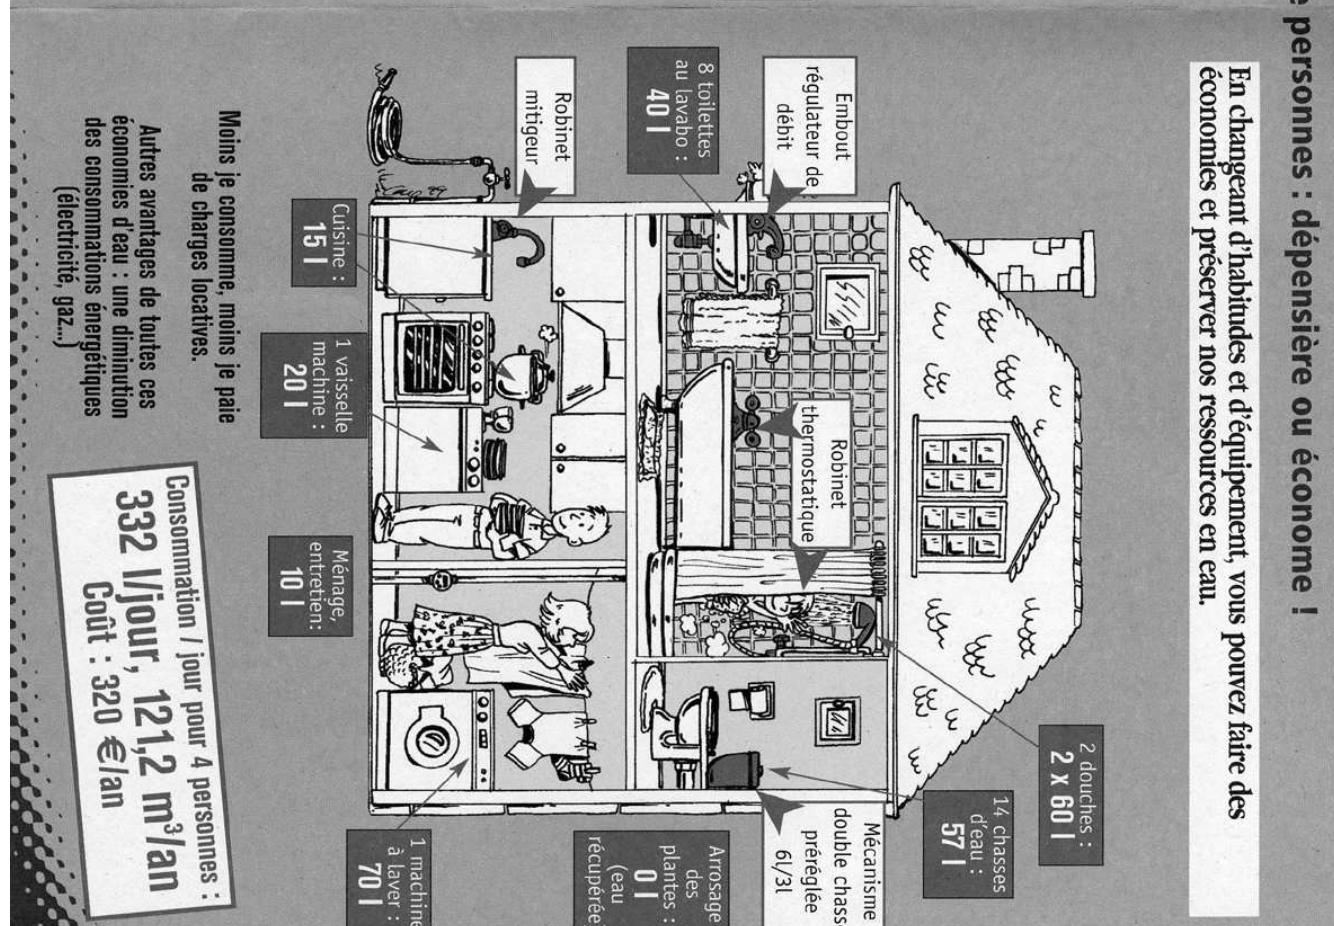 personnes : dépensière ou économe !
En changeant d'habitudes et d'équipement, vous pouvez faire des
économies et préserver nos ressources en eau.
Embout
régulateur de
débit
8 toilettes
au lavabo :
40 l
Robinet
mitigeur
Robinet
thermostatique
2 douches :
2 x 60 l
14 chasses
d'eau :
57 l
Mécanisme
double chass
préréglée
6l/3l
Arrosage
des
plantes :
0 l
(eau
récupérée
1 machine
à laver :
70 l
Cuisine :
15 l
1 vaisselle
machine :
20 l
Ménage,
entretien:
10 l
Moins je consomme, moins je paie
de charges locatives.
Autres avantages de toutes ces
économies d'eau : une diminution
des consommations énergétiques
(électricité, gaz...)
Consommation / jour pour 4 personnes :
332 l/jour, 121,2 m³/an
Coût : 320 €/an